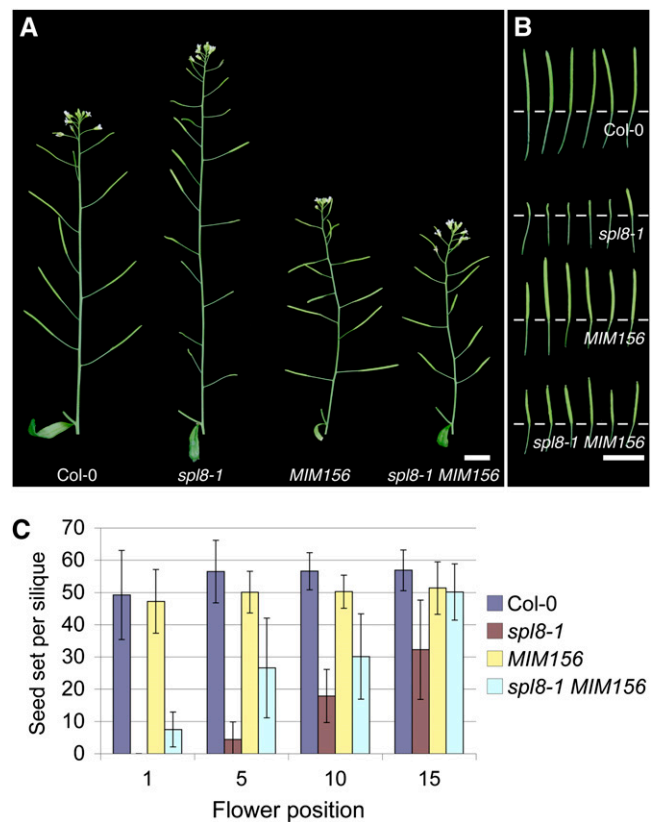 A
Col-0 spl8-1 MIM156 spl8-1 MIM156
B
Col-0
spl8-1
MIM156
spl8-1 MIM156
C
Seed set per silique
70
60
50
40
30
20
10
0
1 5 10 15
Flower position
Col-0
spl8-1
MIM156
spl8-1 MIM156